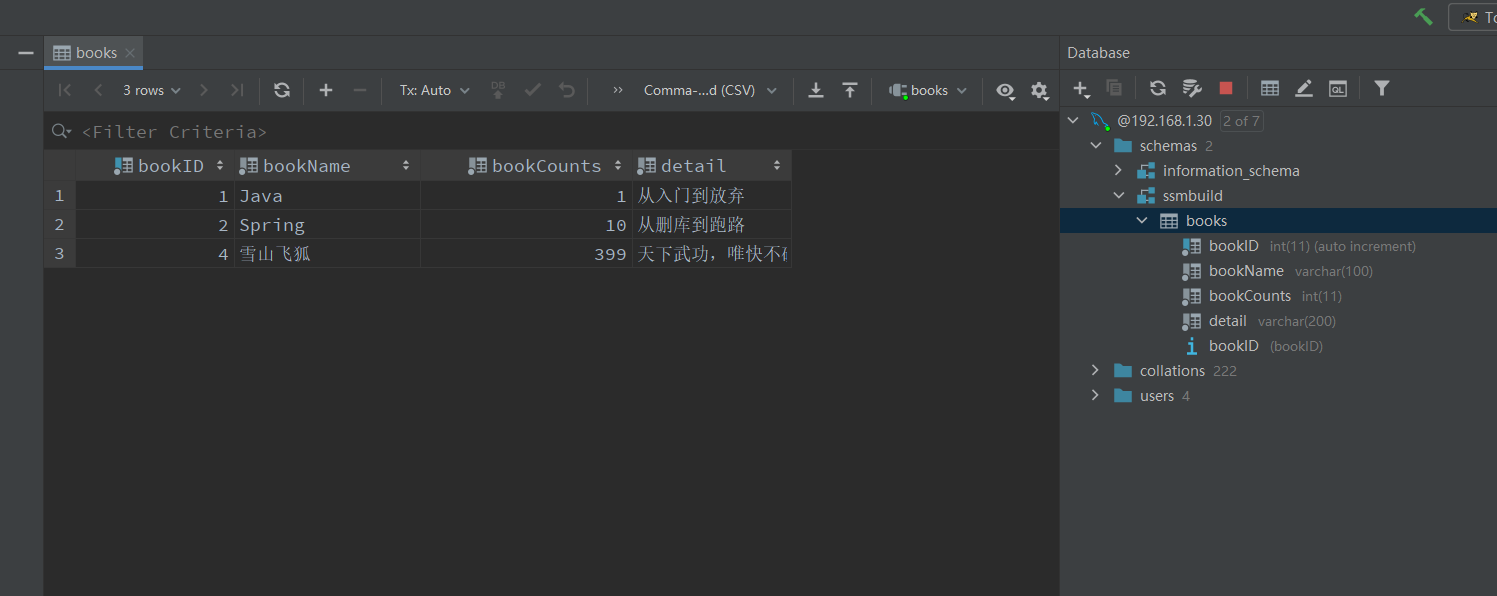 To
books
Database
3 rows
Tx: Auto
DB
Comma-...d (CSV)
books
QL
<Filter Criteria>
@192.168.1.30 2 of 7
schemas 2
information_schema
ssmbuild
books
bookID int(11) (auto increment)
bookName varchar(100)
bookCounts int(11)
detail varchar(200)
bookID (bookID)
collations 222
users 4
bookID bookName bookCounts detail
1 1 Java 1 从入门到放弃
2 2 Spring 10 从删库到跑路
3 4 雪山飞狐 399 天下武功，唯快不